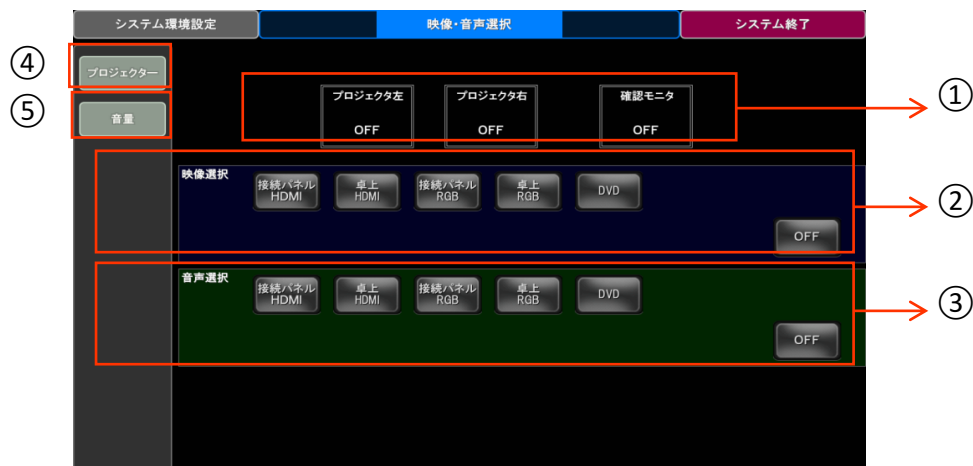 システム環境設定
映像・音声選択
システム終了
④
プロジェクター
⑤
音量
プロジェクタ左
OFF
プロジェクタ右
OFF
確認モニタ
OFF
①
映像選択
接続パネル
HDMI
卓上
HDMI
接続パネル
RGB
卓上
RGB
DVD
OFF
②
音声選択
接続パネル
HDMI
卓上
HDMI
接続パネル
RGB
卓上
RGB
DVD
OFF
③